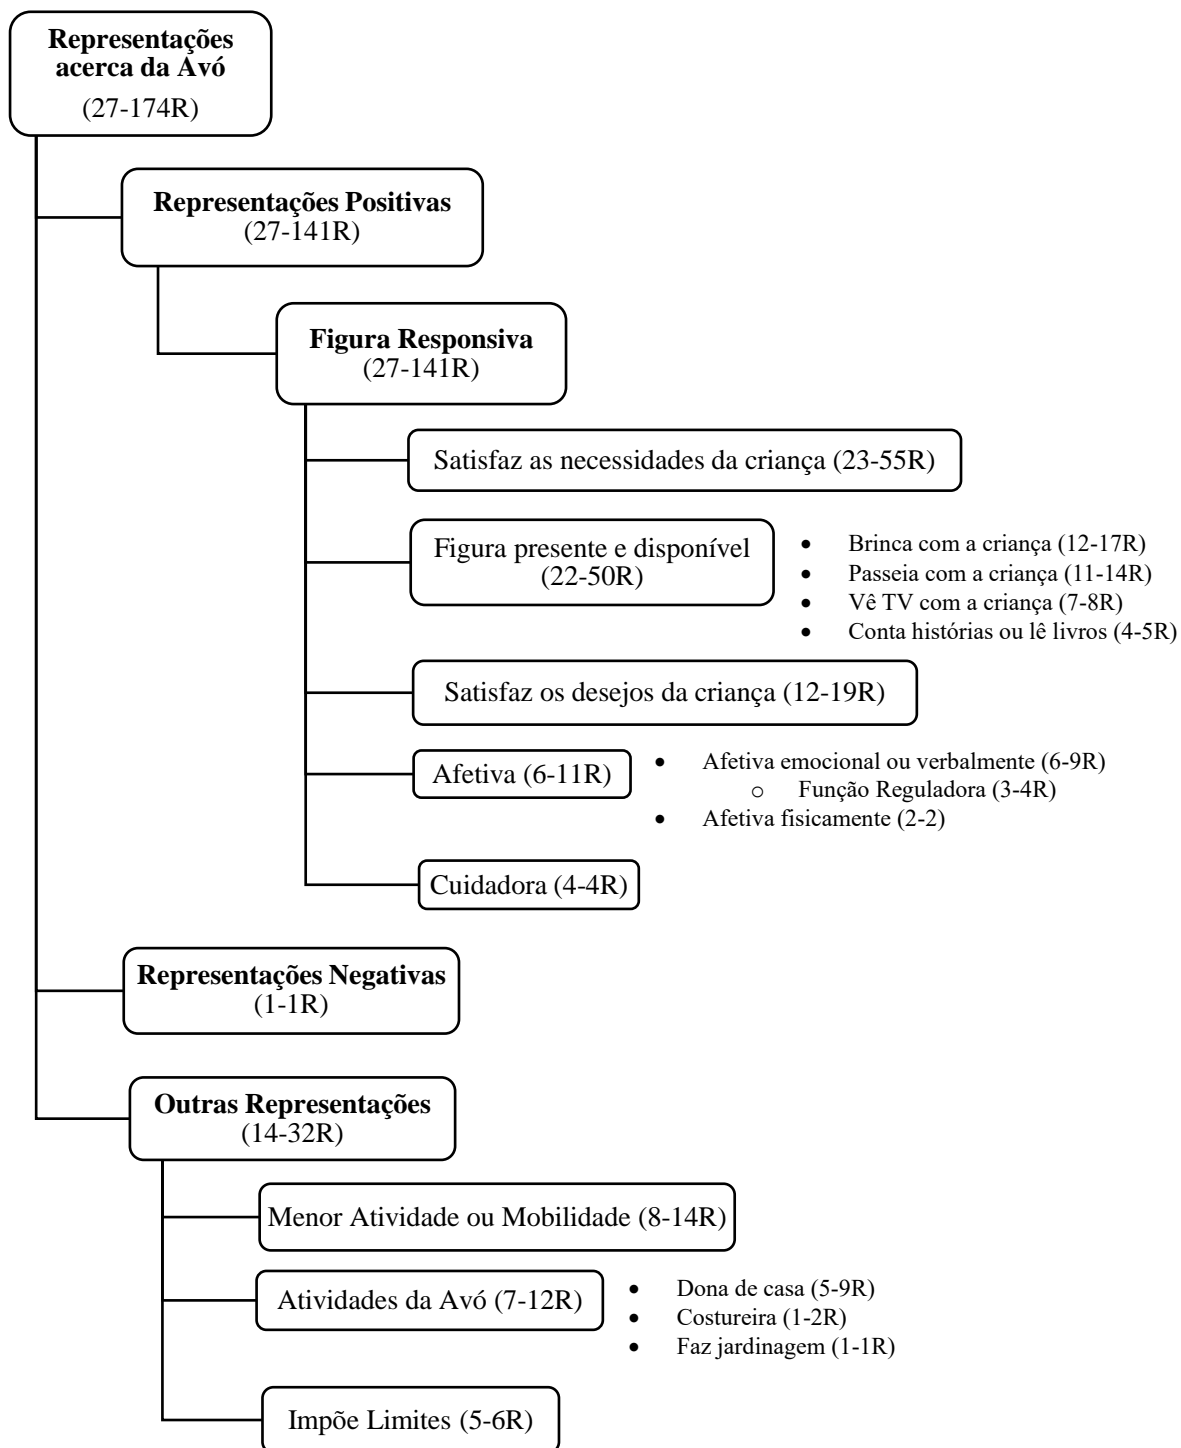 Representações
acerca da Avó
(27-174R)
Representações Positivas
(27-141R)
Figura Responsiva
(27-141R)
Satisfaz as necessidades da criança (23-55R)
Figura presente e disponível
(22-50R)
• Brinca com a criança (12-17R)
• Passeia com a criança (11-14R)
• Vê TV com a criança (7-8R)
• Conta histórias ou lê livros (4-5R)
Satisfaz os desejos da criança (12-19R)
Afetiva (6-11R)
• Afetiva emocional ou verbalmente (6-9R)
o Função Reguladora (3-4R)
• Afetiva fisicamente (2-2)
Cuidadora (4-4R)
Representações Negativas
(1-1R)
Outras Representações
(14-32R)
Menor Atividade ou Mobilidade (8-14R)
Atividades da Avó (7-12R)
• Dona de casa (5-9R)
• Costureira (1-2R)
• Faz jardinagem (1-1R)
Impõe Limites (5-6R)